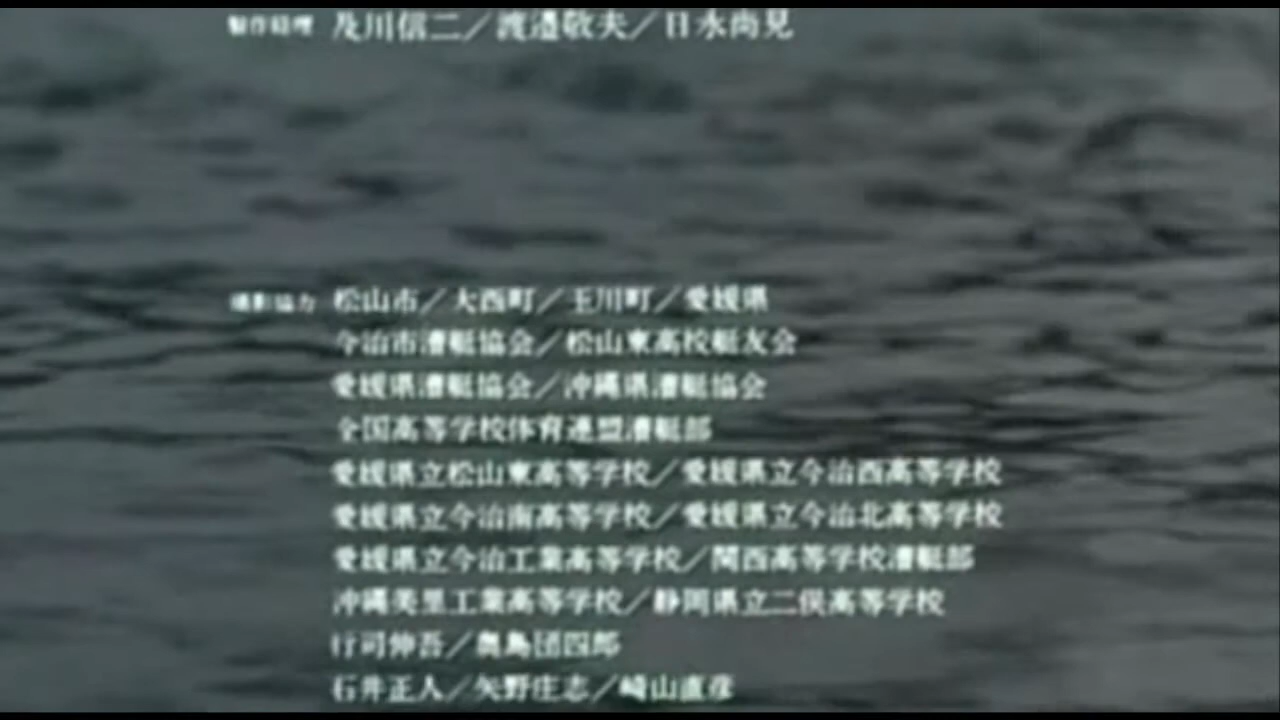 製作経理 及川信二／渡邉敬夫／日永尚見
撮影協力 松山市／大西町／玉川町／愛媛県
今治市漕艇協会／松山東高校艇友会
愛媛県漕艇協会／沖縄県漕艇協会
全国高等学校体育連盟漕艇部
愛媛県立松山東高等学校／愛媛県立今治西高等学校
愛媛県立今治南高等学校／愛媛県立今治北高等学校
愛媛県立今治工業高等学校／関西高等学校漕艇部
沖縄美里工業高等学校／静岡県立二俣高等学校
行司伸吾／奥島団四郎
石井正人／矢野庄志／崎山直彦